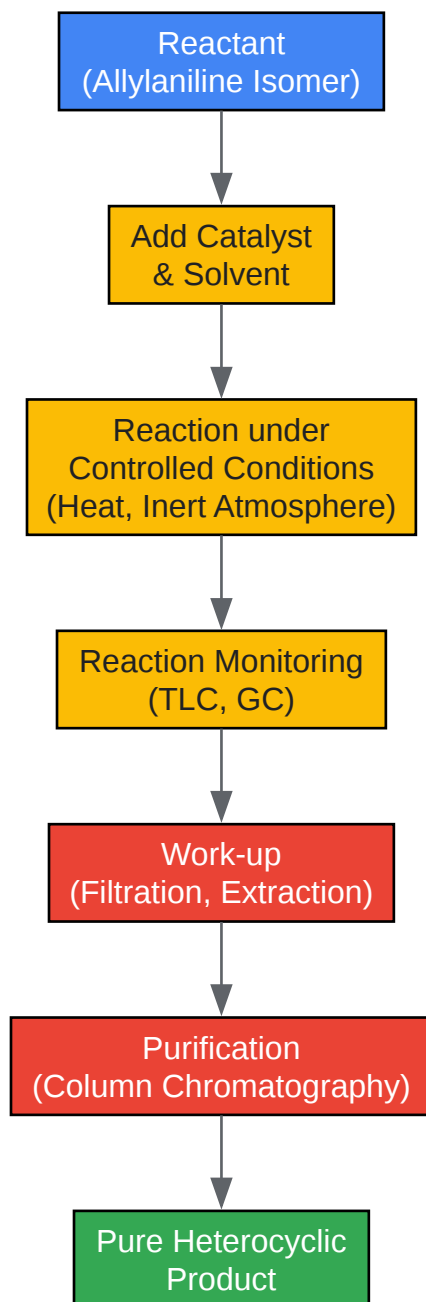 Reactant
(Allylaniline Isomer)
Add Catalyst
& Solvent
Reaction under
Controlled Conditions
(Heat, Inert Atmosphere)
Reaction Monitoring
(TLC, GC)
Work-up
(Filtration, Extraction)
Purification
(Column Chromatography)
Pure Heterocyclic
Product